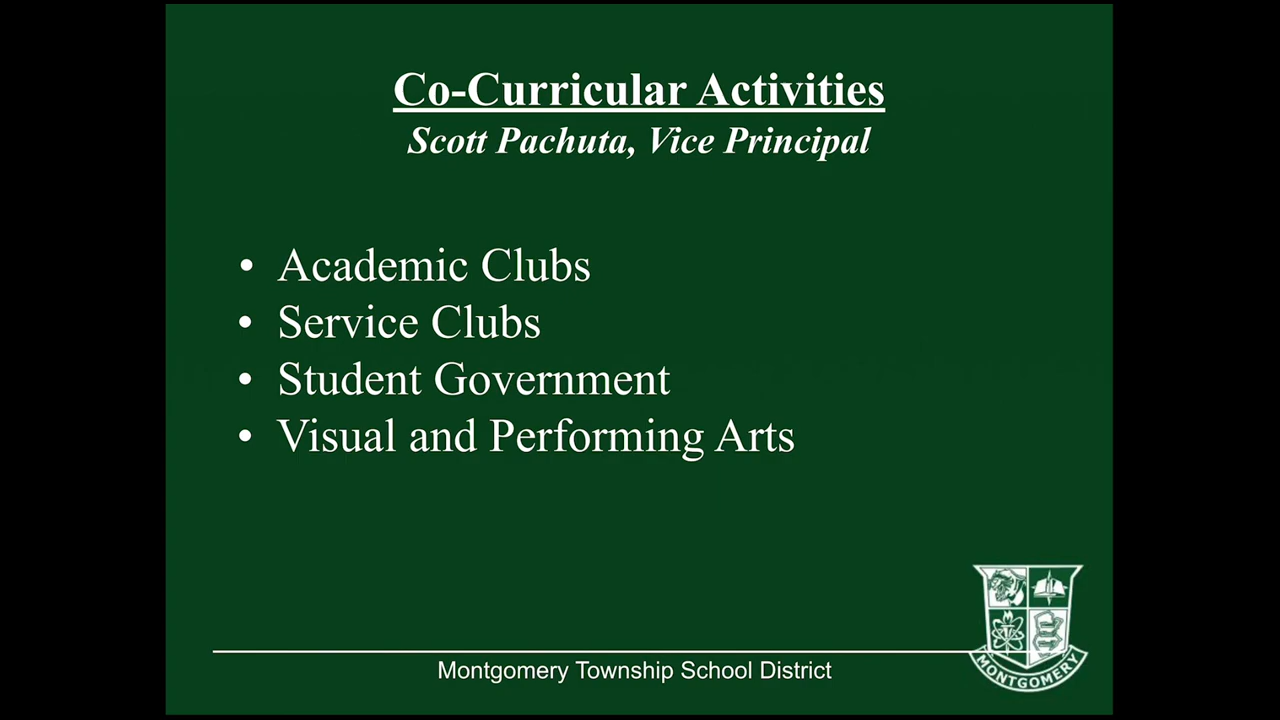 Co-Curricular Activities
Scott Pachuta, Vice Principal
• Academic Clubs
• Service Clubs
• Student Government
• Visual and Performing Arts
Montgomery Township School District
MONTGOMERY